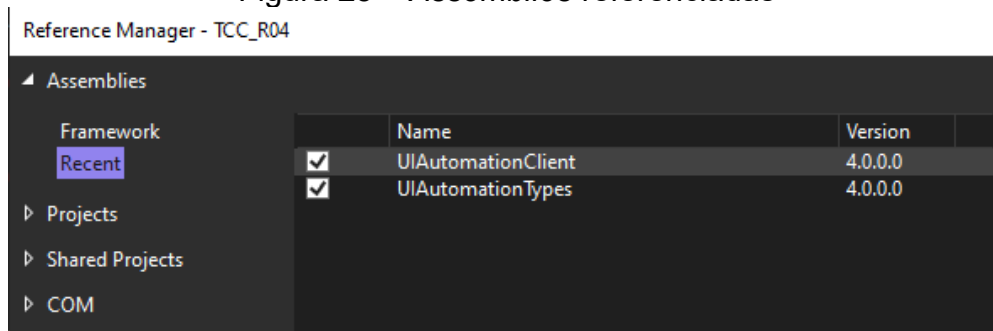 Reference Manager - TCC_R04
Assemblies
Framework Name Version
Recent UIAutomationClient 4.0.0.0
UIAutomationTypes 4.0.0.0
Projects
Shared Projects
COM